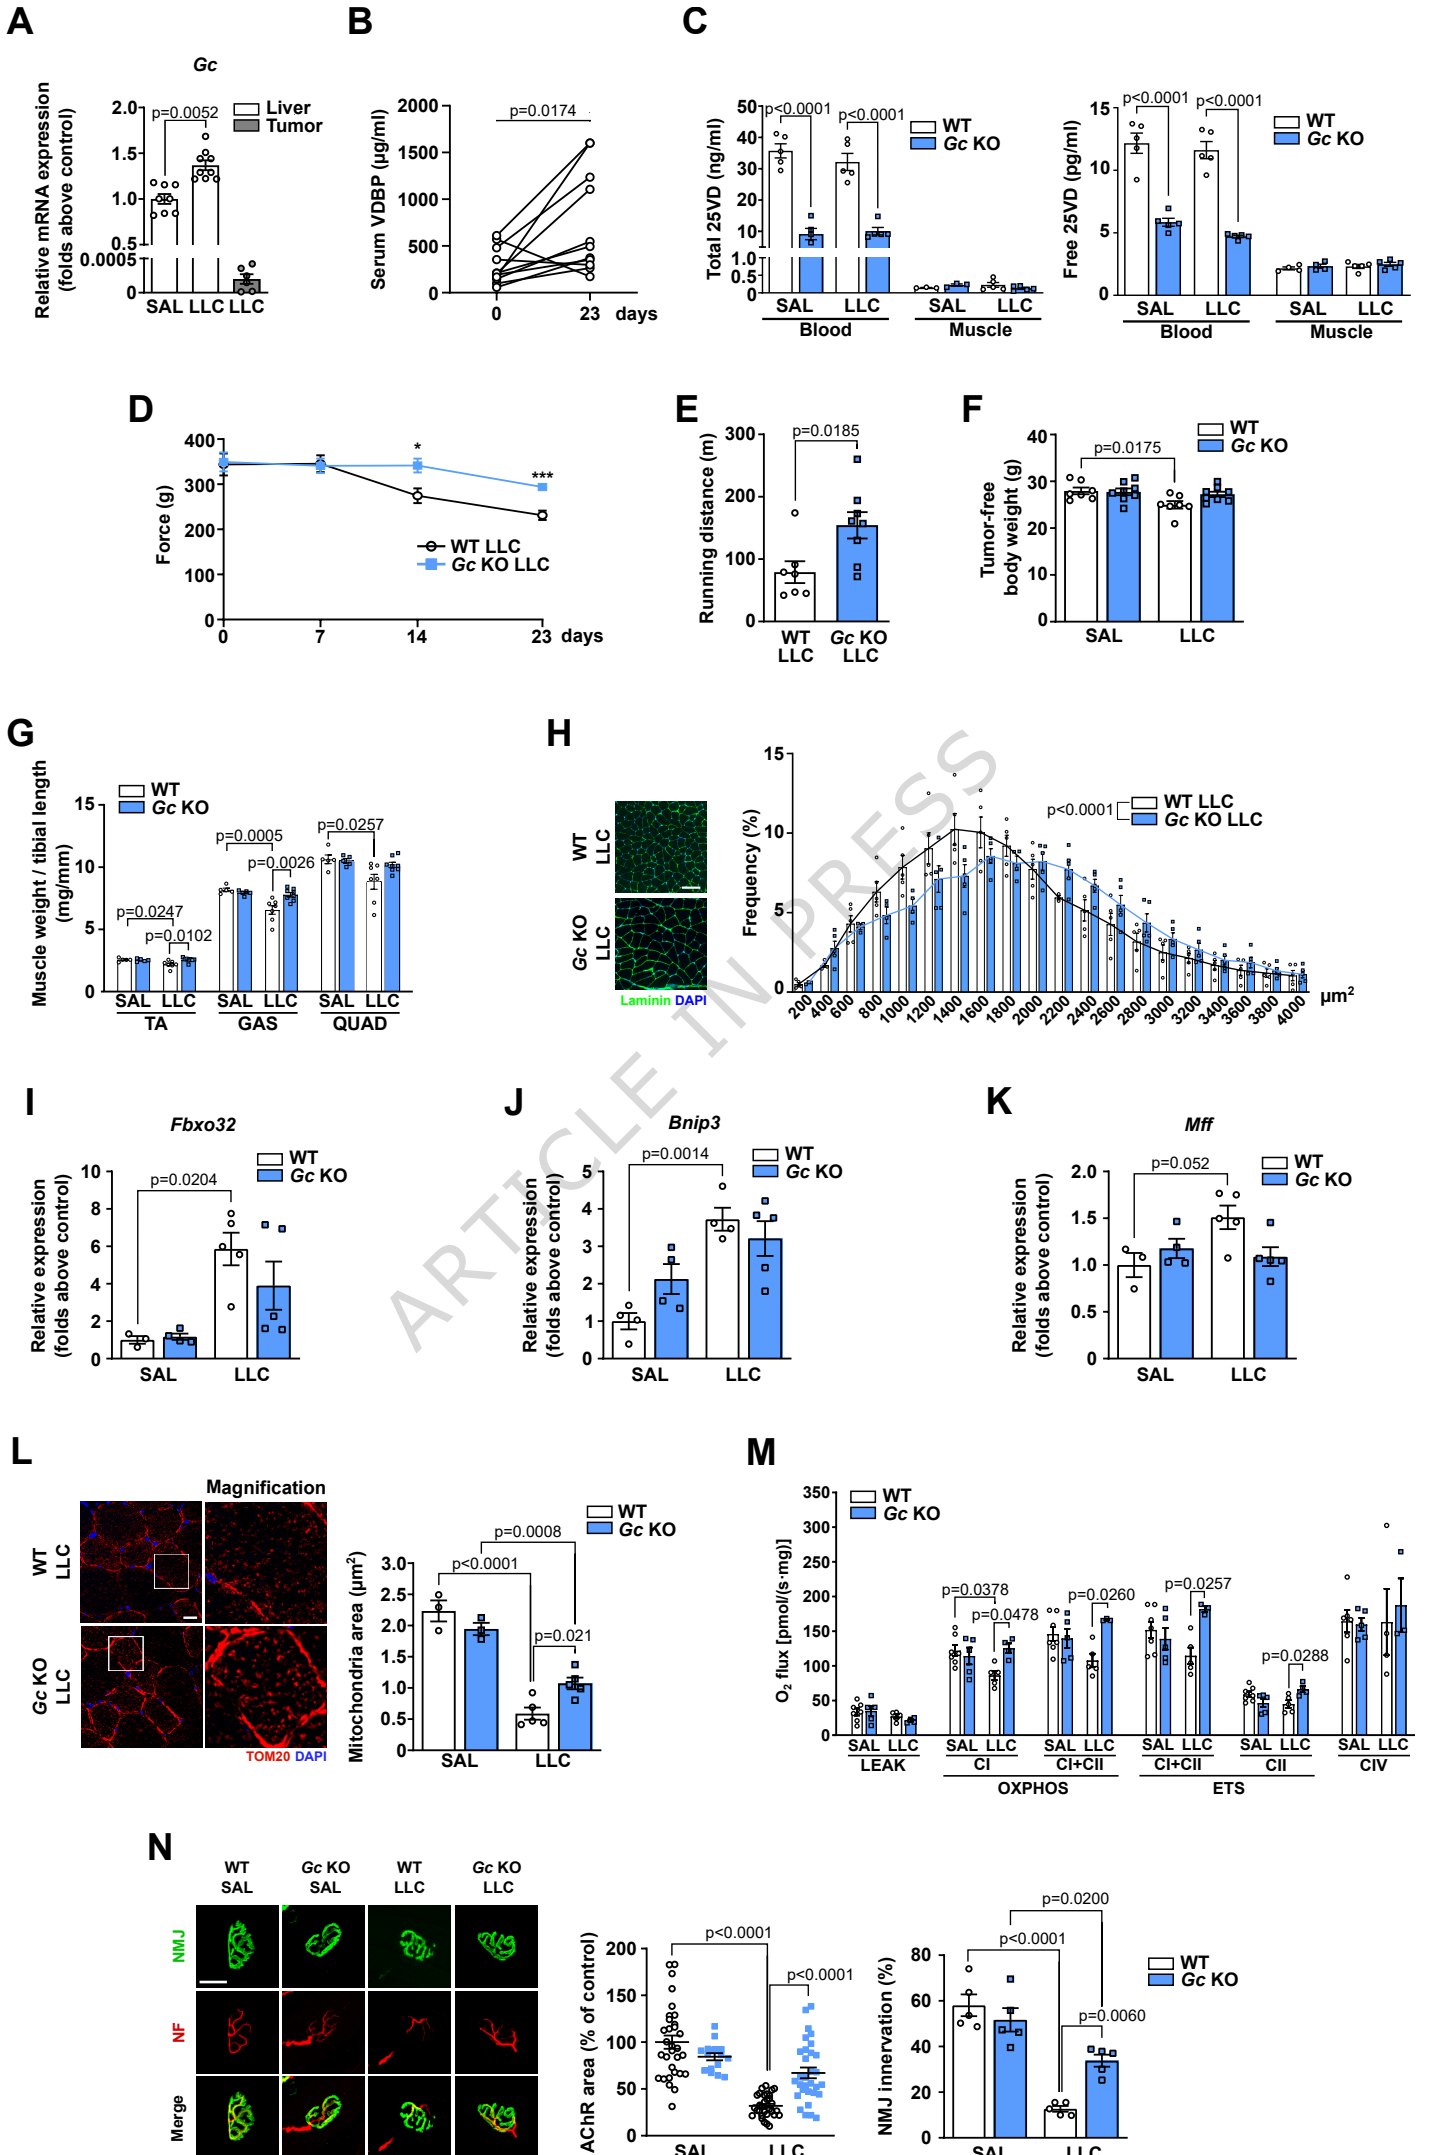 A
Gc
Relative mRNA expression
(folds above control)
2.0
1.5
1.0
0.5
0.0005
0
p=0.0052
Liver
Tumor
SAL LLC LLC
B
Serum VDBP (µg/ml)
2000
1500
1000
500
0
p=0.0174
0 23 days
C
Total 25VD (ng/ml)
50
40
30
20
10
1.0
0.5
0
p<0.0001
p<0.0001
WT
Gc KO
SAL LLC SAL LLC
Blood Muscle
Free 25VD (pg/ml)
15
10
5
0
p<0.0001
p<0.0001
WT
Gc KO
SAL LLC SAL LLC
Blood Muscle
D
Force (g)
400
300
200
100
0
*
***
WT LLC
Gc KO LLC
0 7 14 23 days
E
Running distance (m)
300
200
100
0
p=0.0185
WT LLC
Gc KO LLC
F
Tumor-free
body weight (g)
40
30
20
10
0
p=0.0175
WT
Gc KO
SAL LLC
G
Muscle weight / tibial length
(mg/mm)
15
10
5
0
WT
Gc KO
p=0.0247
p=0.0102
p=0.0005
p=0.0026
p=0.0257
SAL LLC SAL LLC SAL LLC
TA GAS QUAD
H
WT
LLC
Gc KO
LLC
Laminin DAPI
Frequency (%)
15
10
5
0
p<0.0001
WT LLC
Gc KO LLC
200 400 600 800 1000 1200 1400 1600 1800 2000 2200 2400 2600 2800 3000 3200 3400 3600 3800 4000 µm²
ARTICLE IN PRESS
I
Fbxo32
Relative expression
(folds above control)
10
8
6
4
2
0
p=0.0204
WT
Gc KO
SAL LLC
J
Bnip3
Relative expression
(folds above control)
5
4
3
2
1
0
p=0.0014
WT
Gc KO
SAL LLC
K
Mff
Relative expression
(folds above control)
2.0
1.5
1.0
0.5
0
p=0.052
WT
Gc KO
SAL LLC
L
Magnification
WT
LLC
Gc KO
LLC
TOM20 DAPI
Mitochondria area (µm²)
3.0
2.5
2.0
1.5
1.0
0.5
0
p<0.0001
p=0.0008
p=0.021
WT
Gc KO
SAL LLC
M
O₂ flux [pmol/(s·mg)]
350
300
250
200
150
100
50
0
WT
Gc KO
p=0.0378
p=0.0478
p=0.0260
p=0.0257
p=0.0288
SAL LLC SAL LLC SAL LLC SAL LLC SAL LLC SAL LLC
LEAK CI CI+CII CI+CII CII CIV
OXPHOS ETS
N
WT
SAL
Gc KO
SAL
WT
LLC
Gc KO
LLC
NMJ
NF
Merge
AChR area (% of control)
200
150
100
50
0
p<0.0001
p<0.0001
SAL LLC
NMJ innervation (%)
80
60
40
20
0
p<0.0001
p=0.0200
p=0.0060
WT
Gc KO
SAL LLC